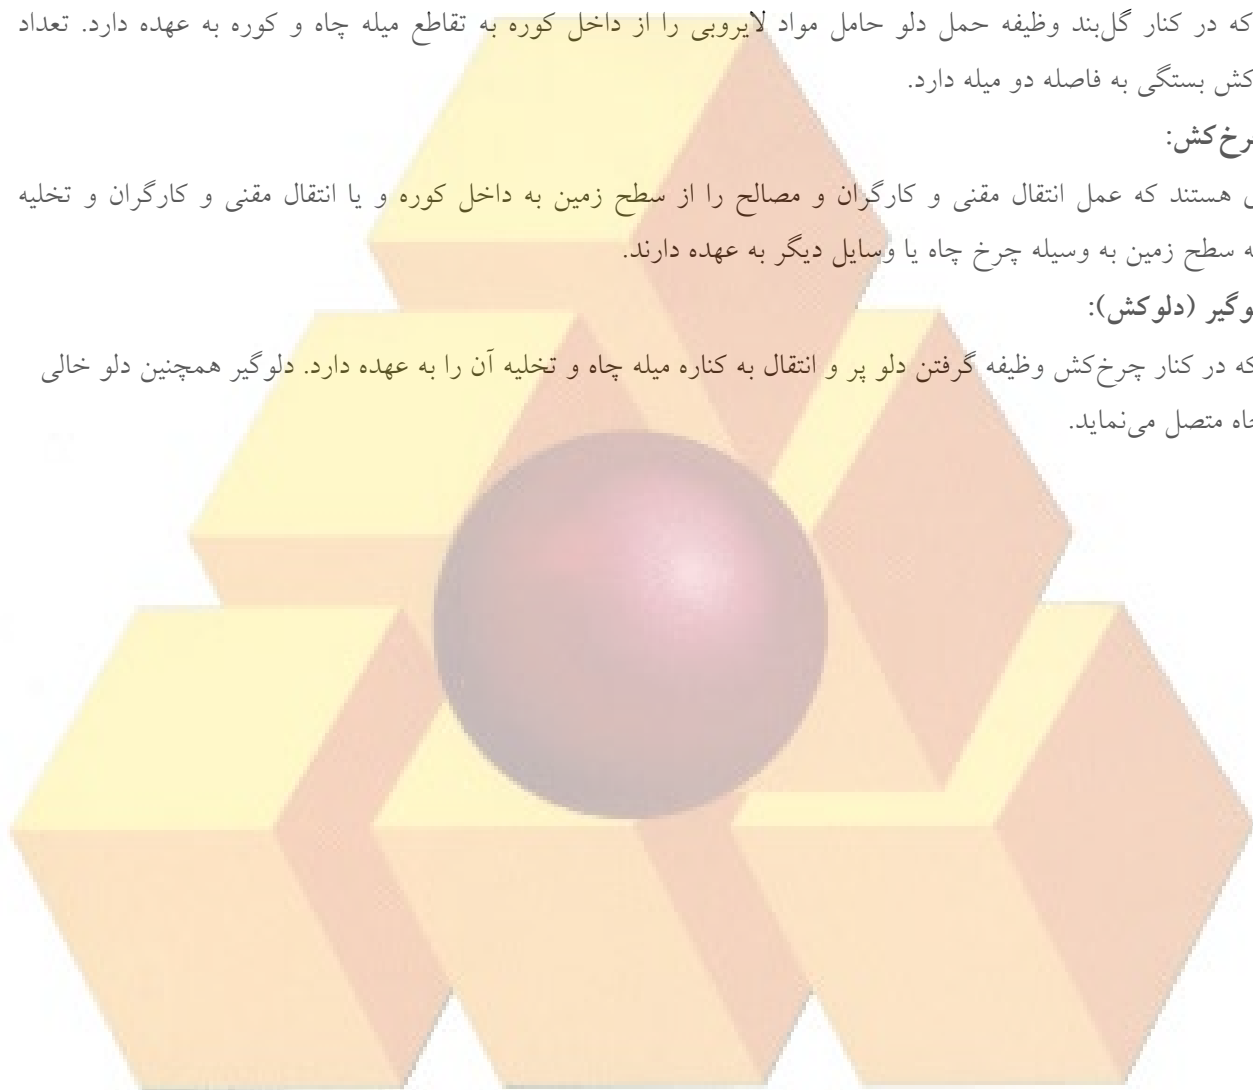 که در کنار گل‌بند وظیفه حمل دلو حامل مواد لایروبی را از داخل کوره به تقاطع میله چاه و کوره به عهده دارد. تعداد
کش بستگی به فاصله دو میله دارد.
رخ‌کش:
هستند که عمل انتقال مقنی و کارگران و مصالح را از سطح زمین به داخل کوره و یا انتقال مقنی و کارگران و تخلیه
ه سطح زمین به وسیله چرخ چاه یا وسایل دیگر به عهده دارند.
وگیر (دلوکش):
که در کنار چرخ‌کش وظیفه گرفتن دلو پر و انتقال به کناره میله چاه و تخلیه آن را به عهده دارد. دلوگیر همچنین دلو خالی
اه متصل می‌نماید.